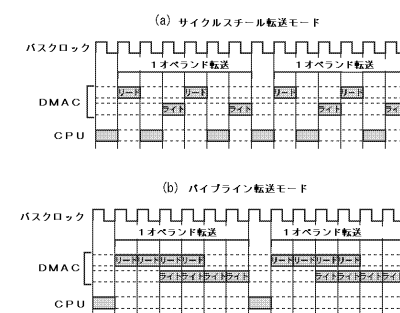 (a) サイクルスチール転送モード
バスクロック
1オペランド転送 1オペランド転送
リード リード リード リード
DMAC
ライト ライト ライト ライト
CPU
(b) パイプライン転送モード
バスクロック
1オペランド転送 1オペランド転送
リード リード リード リード リード リード リード リード
DMAC
ライト ライト ライト ライト ライト ライト ライト ライト
CPU